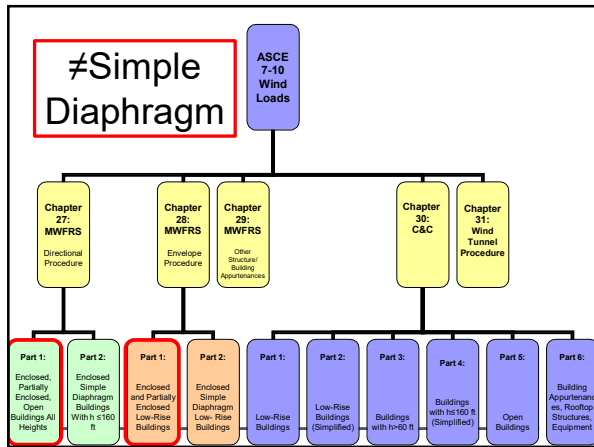 ≠Simple
Diaphragm
ASCE
7-10
Wind
Loads
Chapter
27:
MWFRS
Directional
Procedure
Chapter
28:
MWFRS
Envelope
Procedure
Chapter
29:
MWFRS
Other
Structure/
Building
Appurtenances
Chapter
30:
C&C
Chapter
31:
Wind
Tunnel
Procedure
Part 1:
Enclosed,
Partially
Enclosed,
Open
Buildings All
Heights
Part 2:
Enclosed
Simple
Diaphragm
Buildings
With h ≤160
ft
Part 1:
Enclosed
and Partially
Enclosed
Low-Rise
Buildings
Part 2:
Enclosed
Simple
Diaphragm
Low- Rise
Buildings
Part 1:
Low-Rise
Buildings
Part 2:
Low-Rise
Buildings
(Simplified)
Part 3:
Buildings
with h>60 ft
Part 4:
Buildings
with h≤160 ft
(Simplified)
Part 5:
Open
Buildings
Part 6:
Building
Appurtenanc
es, Rooftop
Structures,
Equipment